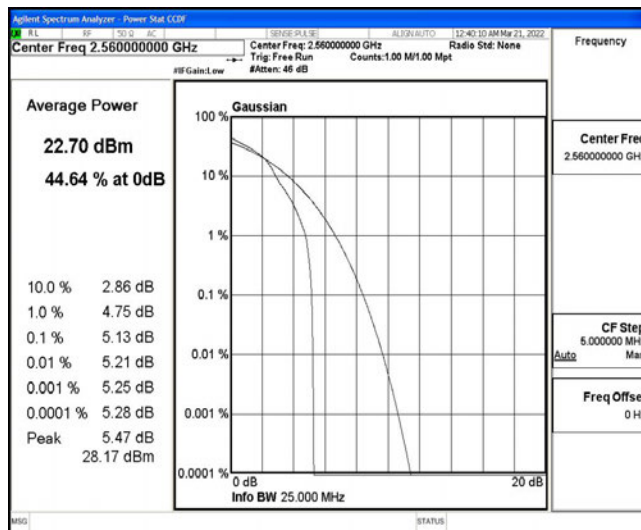 Agilent Spectrum Analyzer - Power Stat CCDF
RL RF 50 Ω AC SENSE:PULSE ALIGN AUTO 12:40:10 AM Mar 21, 2022
Center Freq 2.560000000 GHz
Center Freq: 2.560000000 GHz Radio Std: None
Trig: Free Run Counts:1.00 M/1.00 Mpt
#IFGain:Low #Atten: 46 dB
Frequency
Average Power
22.70 dBm
44.64 % at 0dB
10.0 % 2.86 dB
1.0 % 4.75 dB
0.1 % 5.13 dB
0.01 % 5.21 dB
0.001 % 5.25 dB
0.0001 % 5.28 dB
Peak 5.47 dB
28.17 dBm
Gaussian
100 %
10 %
1 %
0.1 %
0.01 %
0.001 %
0.0001 %
0 dB 20 dB
Info BW 25.000 MHz
Center Freq
2.560000000 GH
CF Step
5.000000 MH
Auto Ma
Freq Offse
0 H
MSG STATUS